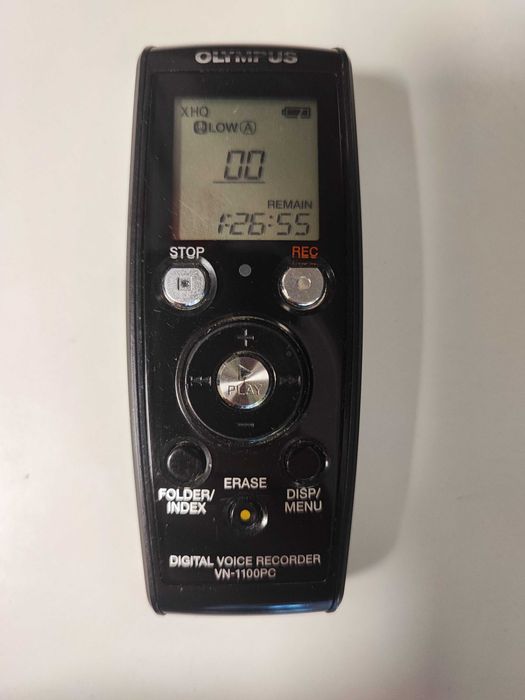 OLYMPUS
XHQ
LOW A
00
REMAIN
1:26:55
STOP
REC
+
PLAY
−
FOLDER/
INDEX
ERASE
DISP/
MENU
DIGITAL VOICE RECORDER
VN-1100PC